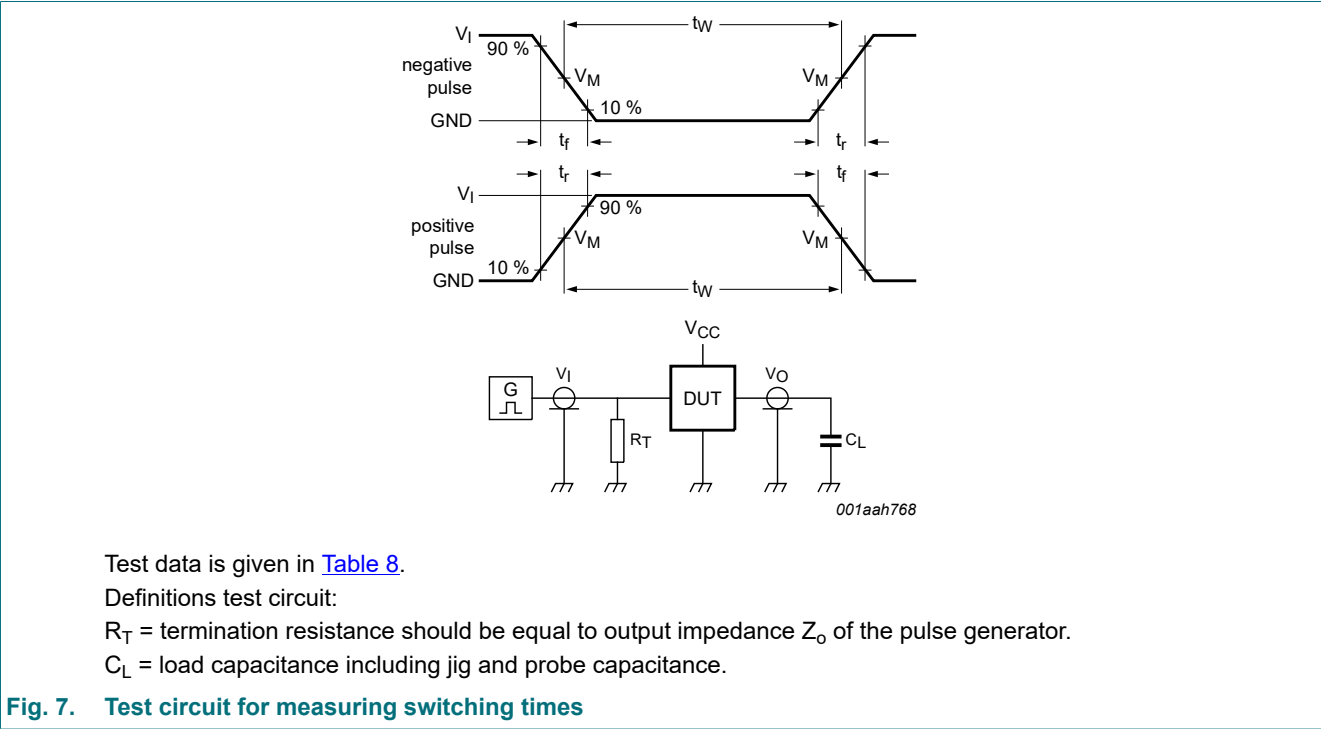 tW
VI
90 %
negative
pulse
VM
VM
10 %
GND
tf
tr
tr
tf
VI
90 %
positive
pulse
VM
VM
10 %
GND
tW
VCC
VI
VO
G
DUT
RT
CL
001aah768
Test data is given in Table 8.
Definitions test circuit:
RT = termination resistance should be equal to output impedance Zo of the pulse generator.
CL = load capacitance including jig and probe capacitance.
Fig. 7. Test circuit for measuring switching times